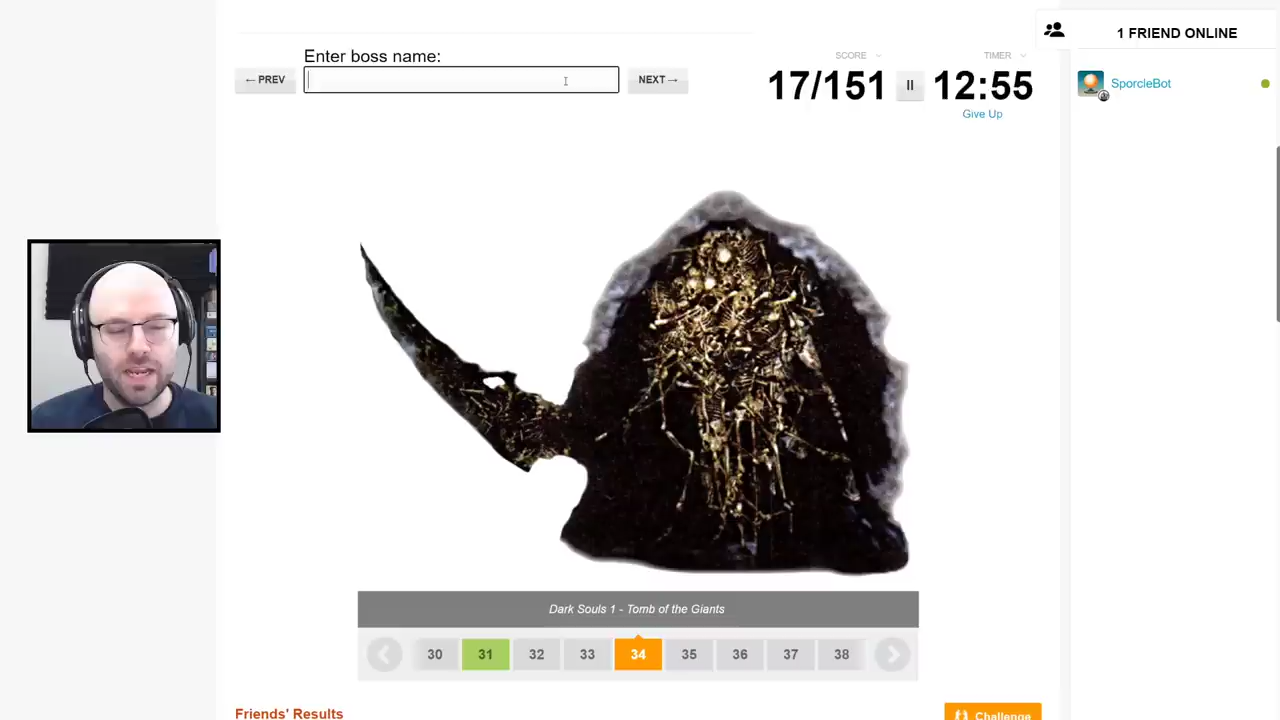 Enter boss name:
← PREV
NEXT →
SCORE
17/151
TIMER
12:55
Give Up
1 FRIEND ONLINE
SporcleBot
Dark Souls 1 - Tomb of the Giants
30 31 32 33 34 35 36 37 38
Friends' Results
Challenge